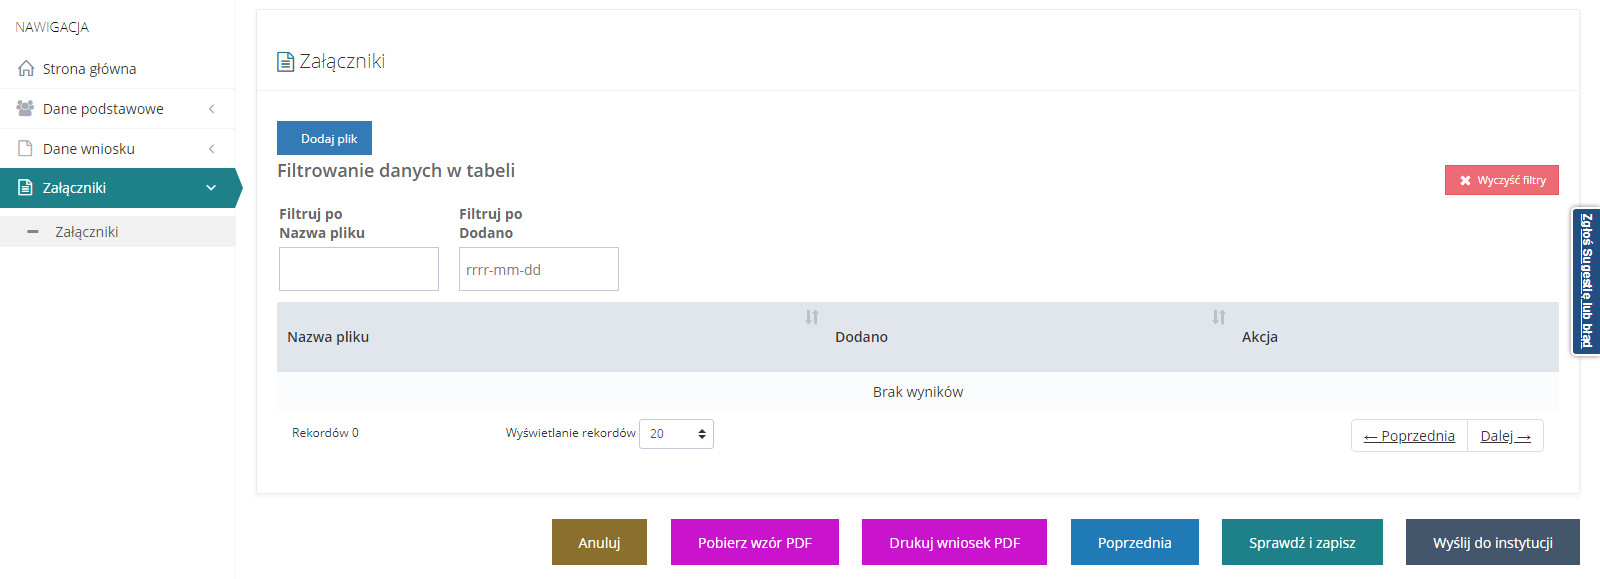 NAWIGACJA
Strona główna
Dane podstawowe
Dane wniosku
Załączniki
Załączniki
Załączniki
Dodaj plik
Filtrowanie danych w tabeli
Wyczyść filtry
Filtruj po
Nazwa pliku
Filtruj po
Dodano
rrrr-mm-dd
Nazwa pliku Dodano Akcja
Brak wyników
Rekordów 0 Wyświetlanie rekordów 20 ← Poprzednia Dalej →
Zgłoś Sugestię lub błąd
Anuluj Pobierz wzór PDF Drukuj wniosek PDF Poprzednia Sprawdź i zapisz Wyślij do instytucji